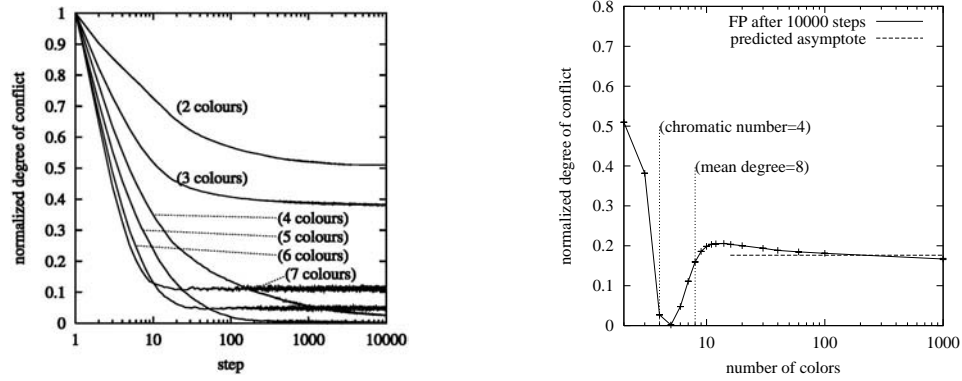 normalized degree of conflict
1
0.9
0.8
0.7
0.6
0.5
0.4
0.3
0.2
0.1
0
(2 colours)
(3 colours)
(4 colours)
(5 colours)
(6 colours)
(7 colours)
1 10 100 1000 10000
step
normalized degree of conflict
0.8
0.7
0.6
0.5
0.4
0.3
0.2
0.1
0
FP after 10000 steps
predicted asymptote
(chromatic number=4)
(mean degree=8)
10 100 1000
number of colors